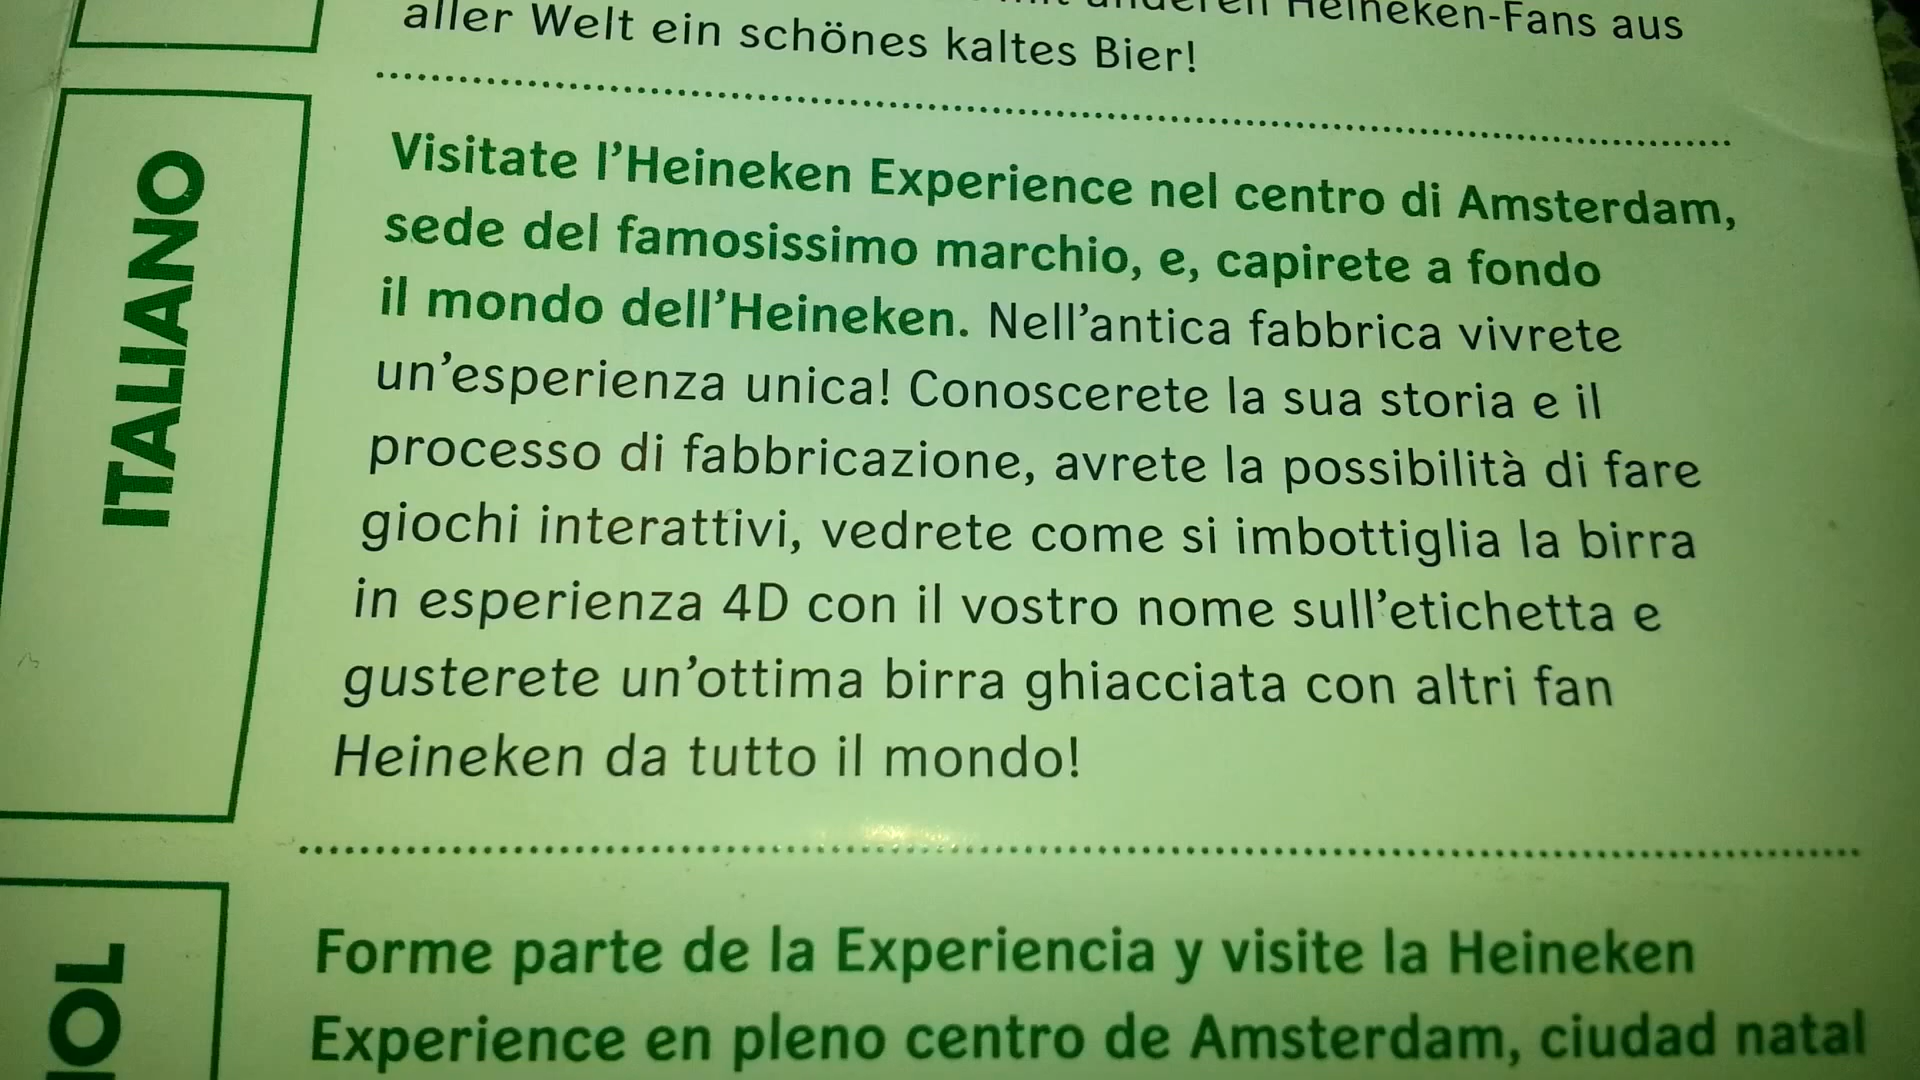 anderen Heineken-Fans aus
aller Welt ein schönes kaltes Bier!
ITALIANO
Visitate l’Heineken Experience nel centro di Amsterdam,
sede del famosissimo marchio, e, capirete a fondo
il mondo dell’Heineken. Nell’antica fabbrica vivrete
un’esperienza unica! Conoscerete la sua storia e il
processo di fabbricazione, avrete la possibilità di fare
giochi interattivi, vedrete come si imbottiglia la birra
in esperienza 4D con il vostro nome sull’etichetta e
gusterete un’ottima birra ghiacciata con altri fan
Heineken da tutto il mondo!
Forme parte de la Experiencia y visite la Heineken
Experience en pleno centro de Amsterdam, ciudad natal